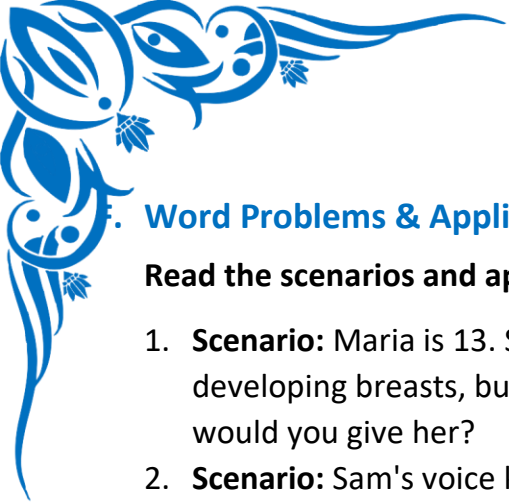 . Word Problems & Appli
Read the scenarios and ap
1. Scenario: Maria is 13. S
developing breasts, bu
would you give her?
2. Scenario: Sam's voice